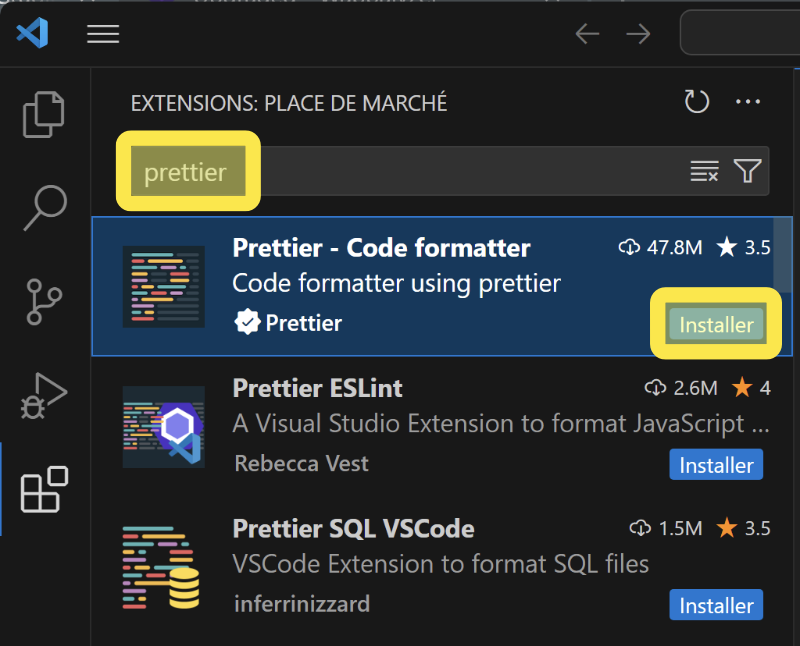 EXTENSIONS: PLACE DE MARCHÉ
prettier
Prettier - Code formatter 47.8M 3.5
Code formatter using prettier
Prettier Installer
Prettier ESLint 2.6M 4
A Visual Studio Extension to format JavaScript ...
Rebecca Vest Installer
Prettier SQL VSCode 1.5M 3.5
VSCode Extension to format SQL files
inferrinizzard Installer